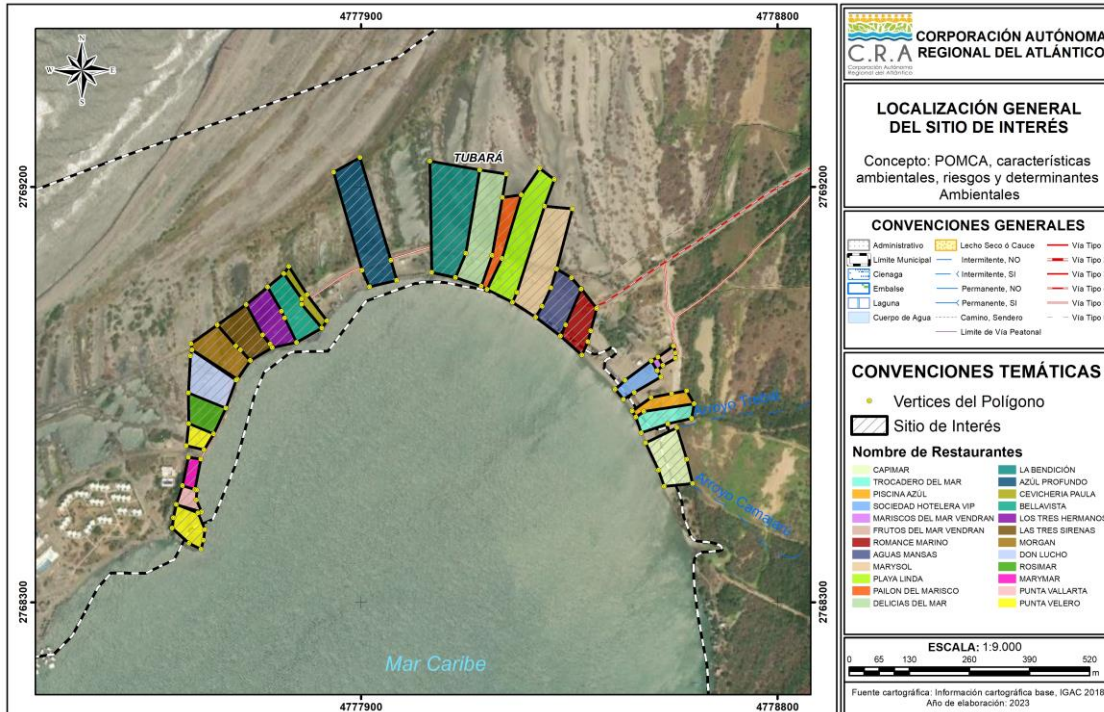 4777900
4778800
N
W
E
S
TUBARÁ
2769200
2769200
Arroyo Camajuru
2768300
2768300
Mar Caribe
4777900
4778800
C.R.A
Corporación Autónoma
Regional del Atlántico
CORPORACIÓN AUTÓNOMA
REGIONAL DEL ATLÁNTICO
LOCALIZACIÓN GENERAL
DEL SITIO DE INTERÉS
Concepto: POMCA, características
ambientales, riesgos y determinantes
Ambientales
CONVENCIONES GENERALES
Administrativo
Límite Municipal
Cienaga
Embalse
Laguna
Cuerpo de Agua
Lecho Seco ó Cauce
Intermitente, NO
Intermitente, SI
Permanente, NO
Permanente, SI
Camino, Sendero
Limite de Vía Peatonal
Vía Tipo
Vía Tipo
Vía Tipo
Vía Tipo
Vía Tipo
Vía Tipo
CONVENCIONES TEMÁTICAS
Vertices del Polígono
Sitio de Interés
Nombre de Restaurantes
CAPIMAR
TROCADERO DEL MAR
PISCINA AZÚL
SOCIEDAD HOTELERA VIP
MARISCOS DEL MAR VENDRAN
FRUTOS DEL MAR VENDRAN
ROMANCE MARINO
AGUAS MANSAS
MARYSOL
PLAYA LINDA
PAILON DEL MARISCO
DELICIAS DEL MAR
LA BENDICIÓN
AZÚL PROFUNDO
CEVICHERIA PAULA
BELLAVISTA
LOS TRES HERMANOS
LAS TRES SIRENAS
MORGAN
DON LUCHO
ROSIMAR
MARYMAR
PUNTA VALLARTA
PUNTA VELERO
ESCALA: 1:9.000
0 65 130 260 390 520
m
Fuente cartográfica: Información cartográfica base, IGAC 2018
Año de elaboración: 2023